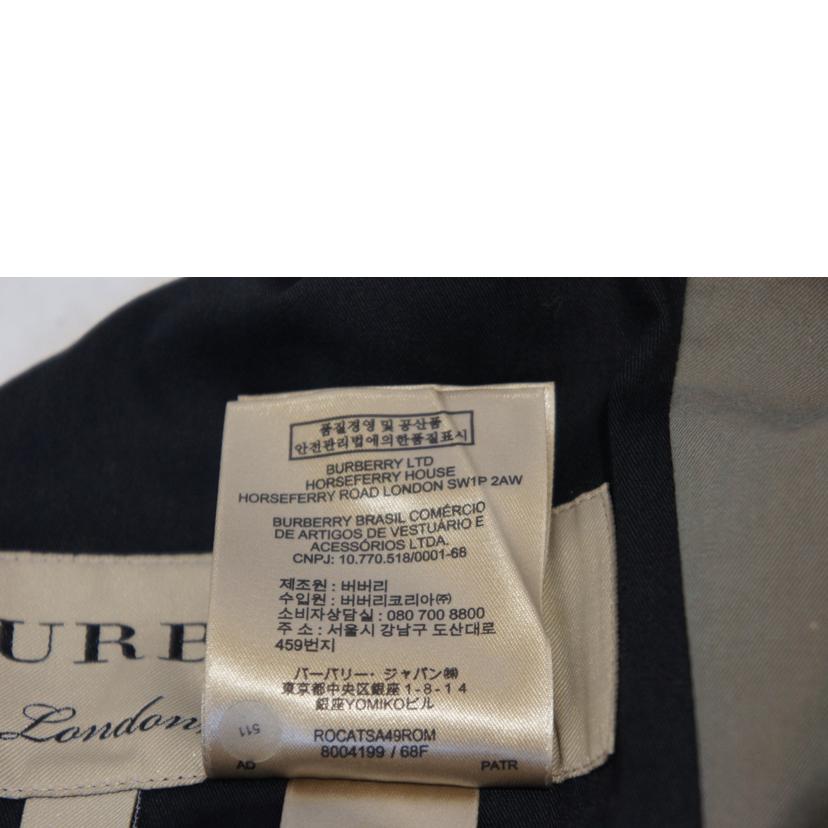 품질경영 및 공산품
안전관리법에의한품질표시
BURBERRY LTD
HORSEFERRY HOUSE
HORSEFERRY ROAD LONDON SW1P 2AW
BURBERRY BRASIL COMÉRCIO
DE ARTIGOS DE VESTUÁRIO E
ACESSÓRIOS LTDA.
CNPJ: 10.770.518/0001-68
제조원 : 버버리
수입원 : 버버리코리아㈜
소비자상담실 : 080 700 8800
주 소 : 서울시 강남구 도산대로
459번지
バーバリー・ジャパン㈱
東京都中央区銀座 1 - 8 - 1 4
銀座YOMIKOビル
ROCATSA49ROM
8004199 / 68F
AD PATR
511
URB
London